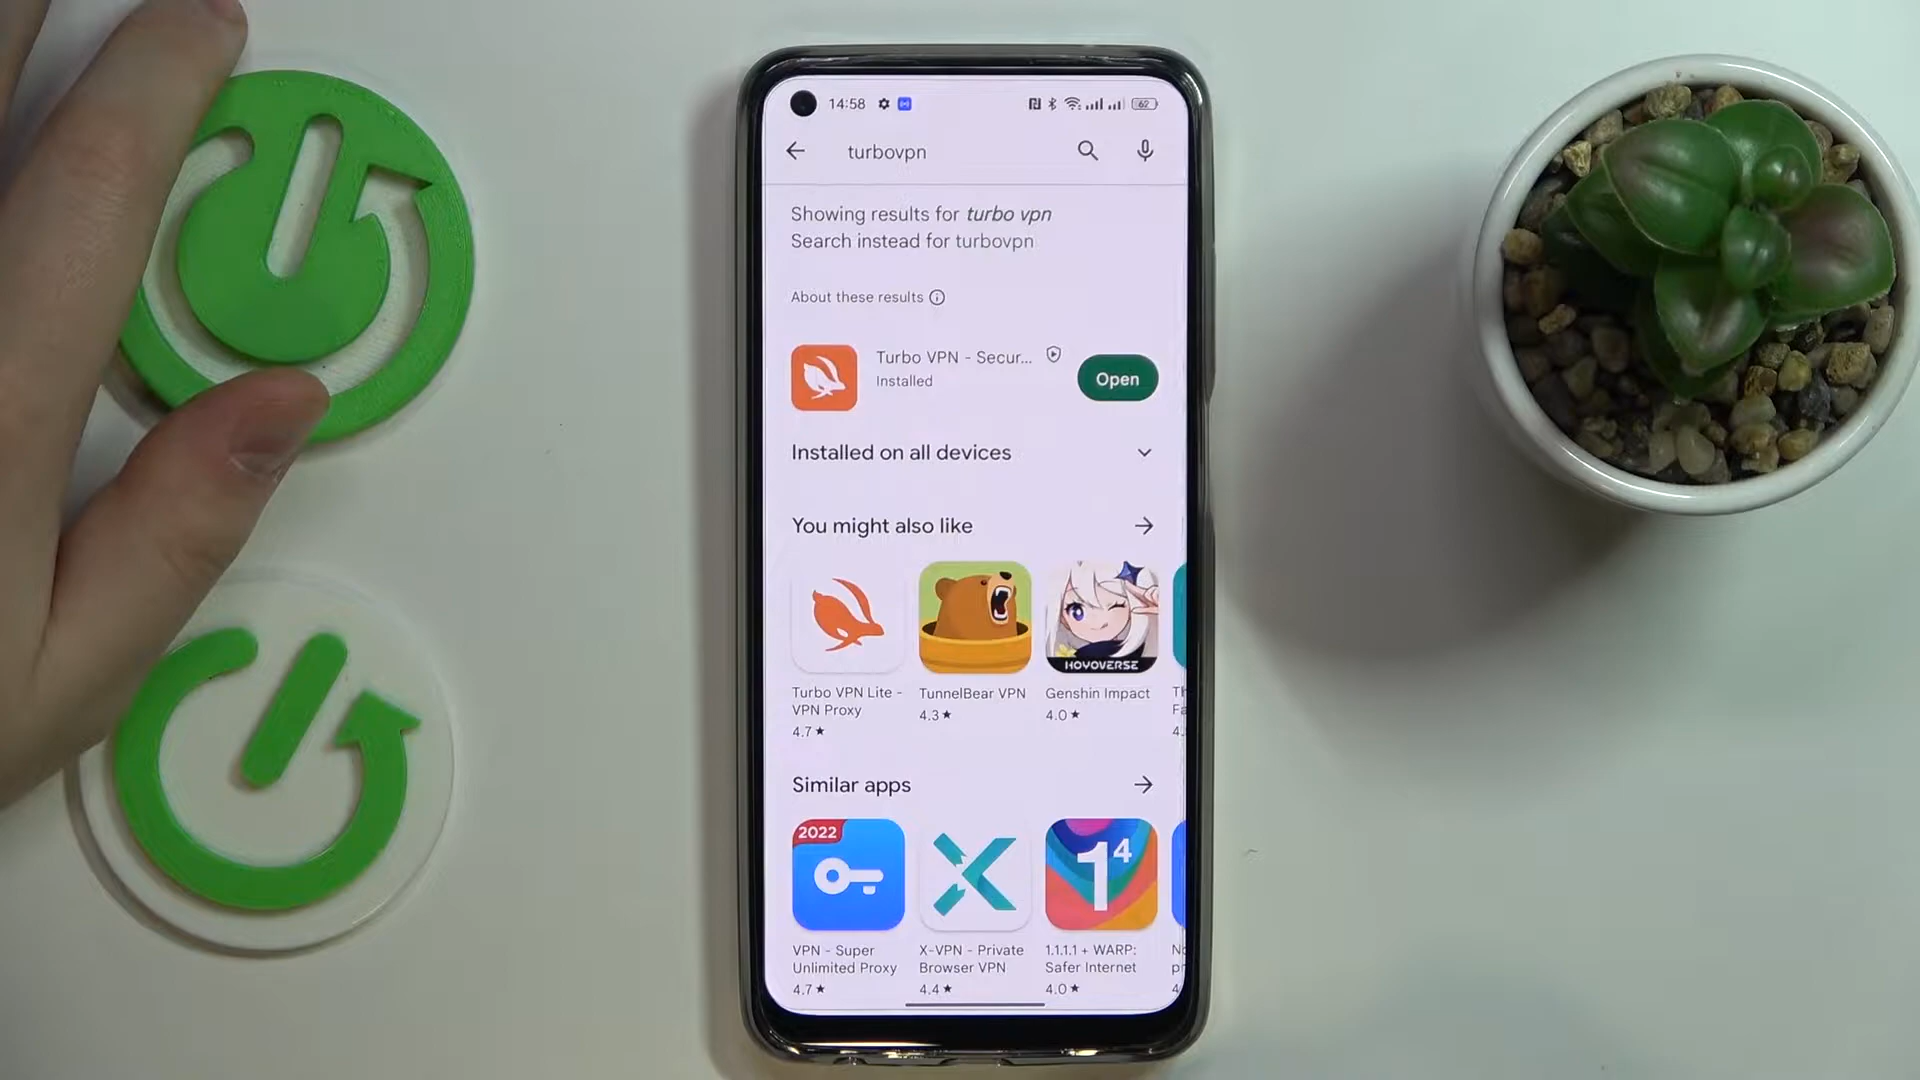 14:58
62
turbovpn
Showing results for turbo vpn
Search instead for turbovpn
About these results
Turbo VPN - Secur...
Installed
Open
Installed on all devices
You might also like
HOYOVERSE
Turbo VPN Lite -
VPN Proxy
4.7★
TunnelBear VPN
4.3★
Genshin Impact
4.0★
Similar apps
2022
1⁴
VPN - Super
Unlimited Proxy
4.7★
X-VPN - Private
Browser VPN
4.4★
1.1.1.1 + WARP:
Safer Internet
4.0★